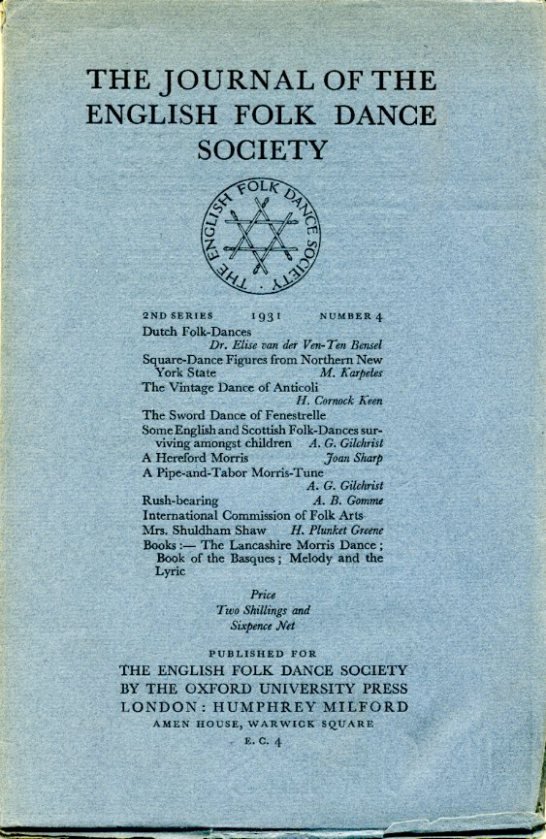 THE JOURNAL OF THE
ENGLISH FOLK DANCE
SOCIETY
THE ENGLISH FOLK DANCE SOCIETY ·
2ND SERIES 1931 NUMBER 4
Dutch Folk-Dances
Dr. Elise van der Ven-Ten Bensel
Square-Dance Figures from Northern New
York State M. Karpeles
The Vintage Dance of Anticoli
H. Cornock Keen
The Sword Dance of Fenestrelle
Some English and Scottish Folk-Dances sur-
viving amongst children A. G. Gilchrist
A Hereford Morris Joan Sharp
A Pipe-and-Tabor Morris-Tune
A. G. Gilchrist
Rush-bearing A. B. Gomme
International Commission of Folk Arts
Mrs. Shuldham Shaw H. Plunket Greene
Books :— The Lancashire Morris Dance ;
Book of the Basques ; Melody and the
Lyric
Price
Two Shillings and
Sixpence Net
PUBLISHED FOR
THE ENGLISH FOLK DANCE SOCIETY
BY THE OXFORD UNIVERSITY PRESS
LONDON : HUMPHREY MILFORD
AMEN HOUSE, WARWICK SQUARE
E. C. 4